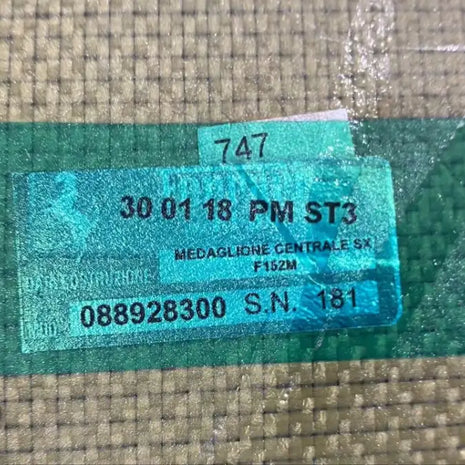 747
30 01 18 PM ST3
MEDAGLIONE CENTRALE SX
F152M
088928300 S.N. 181